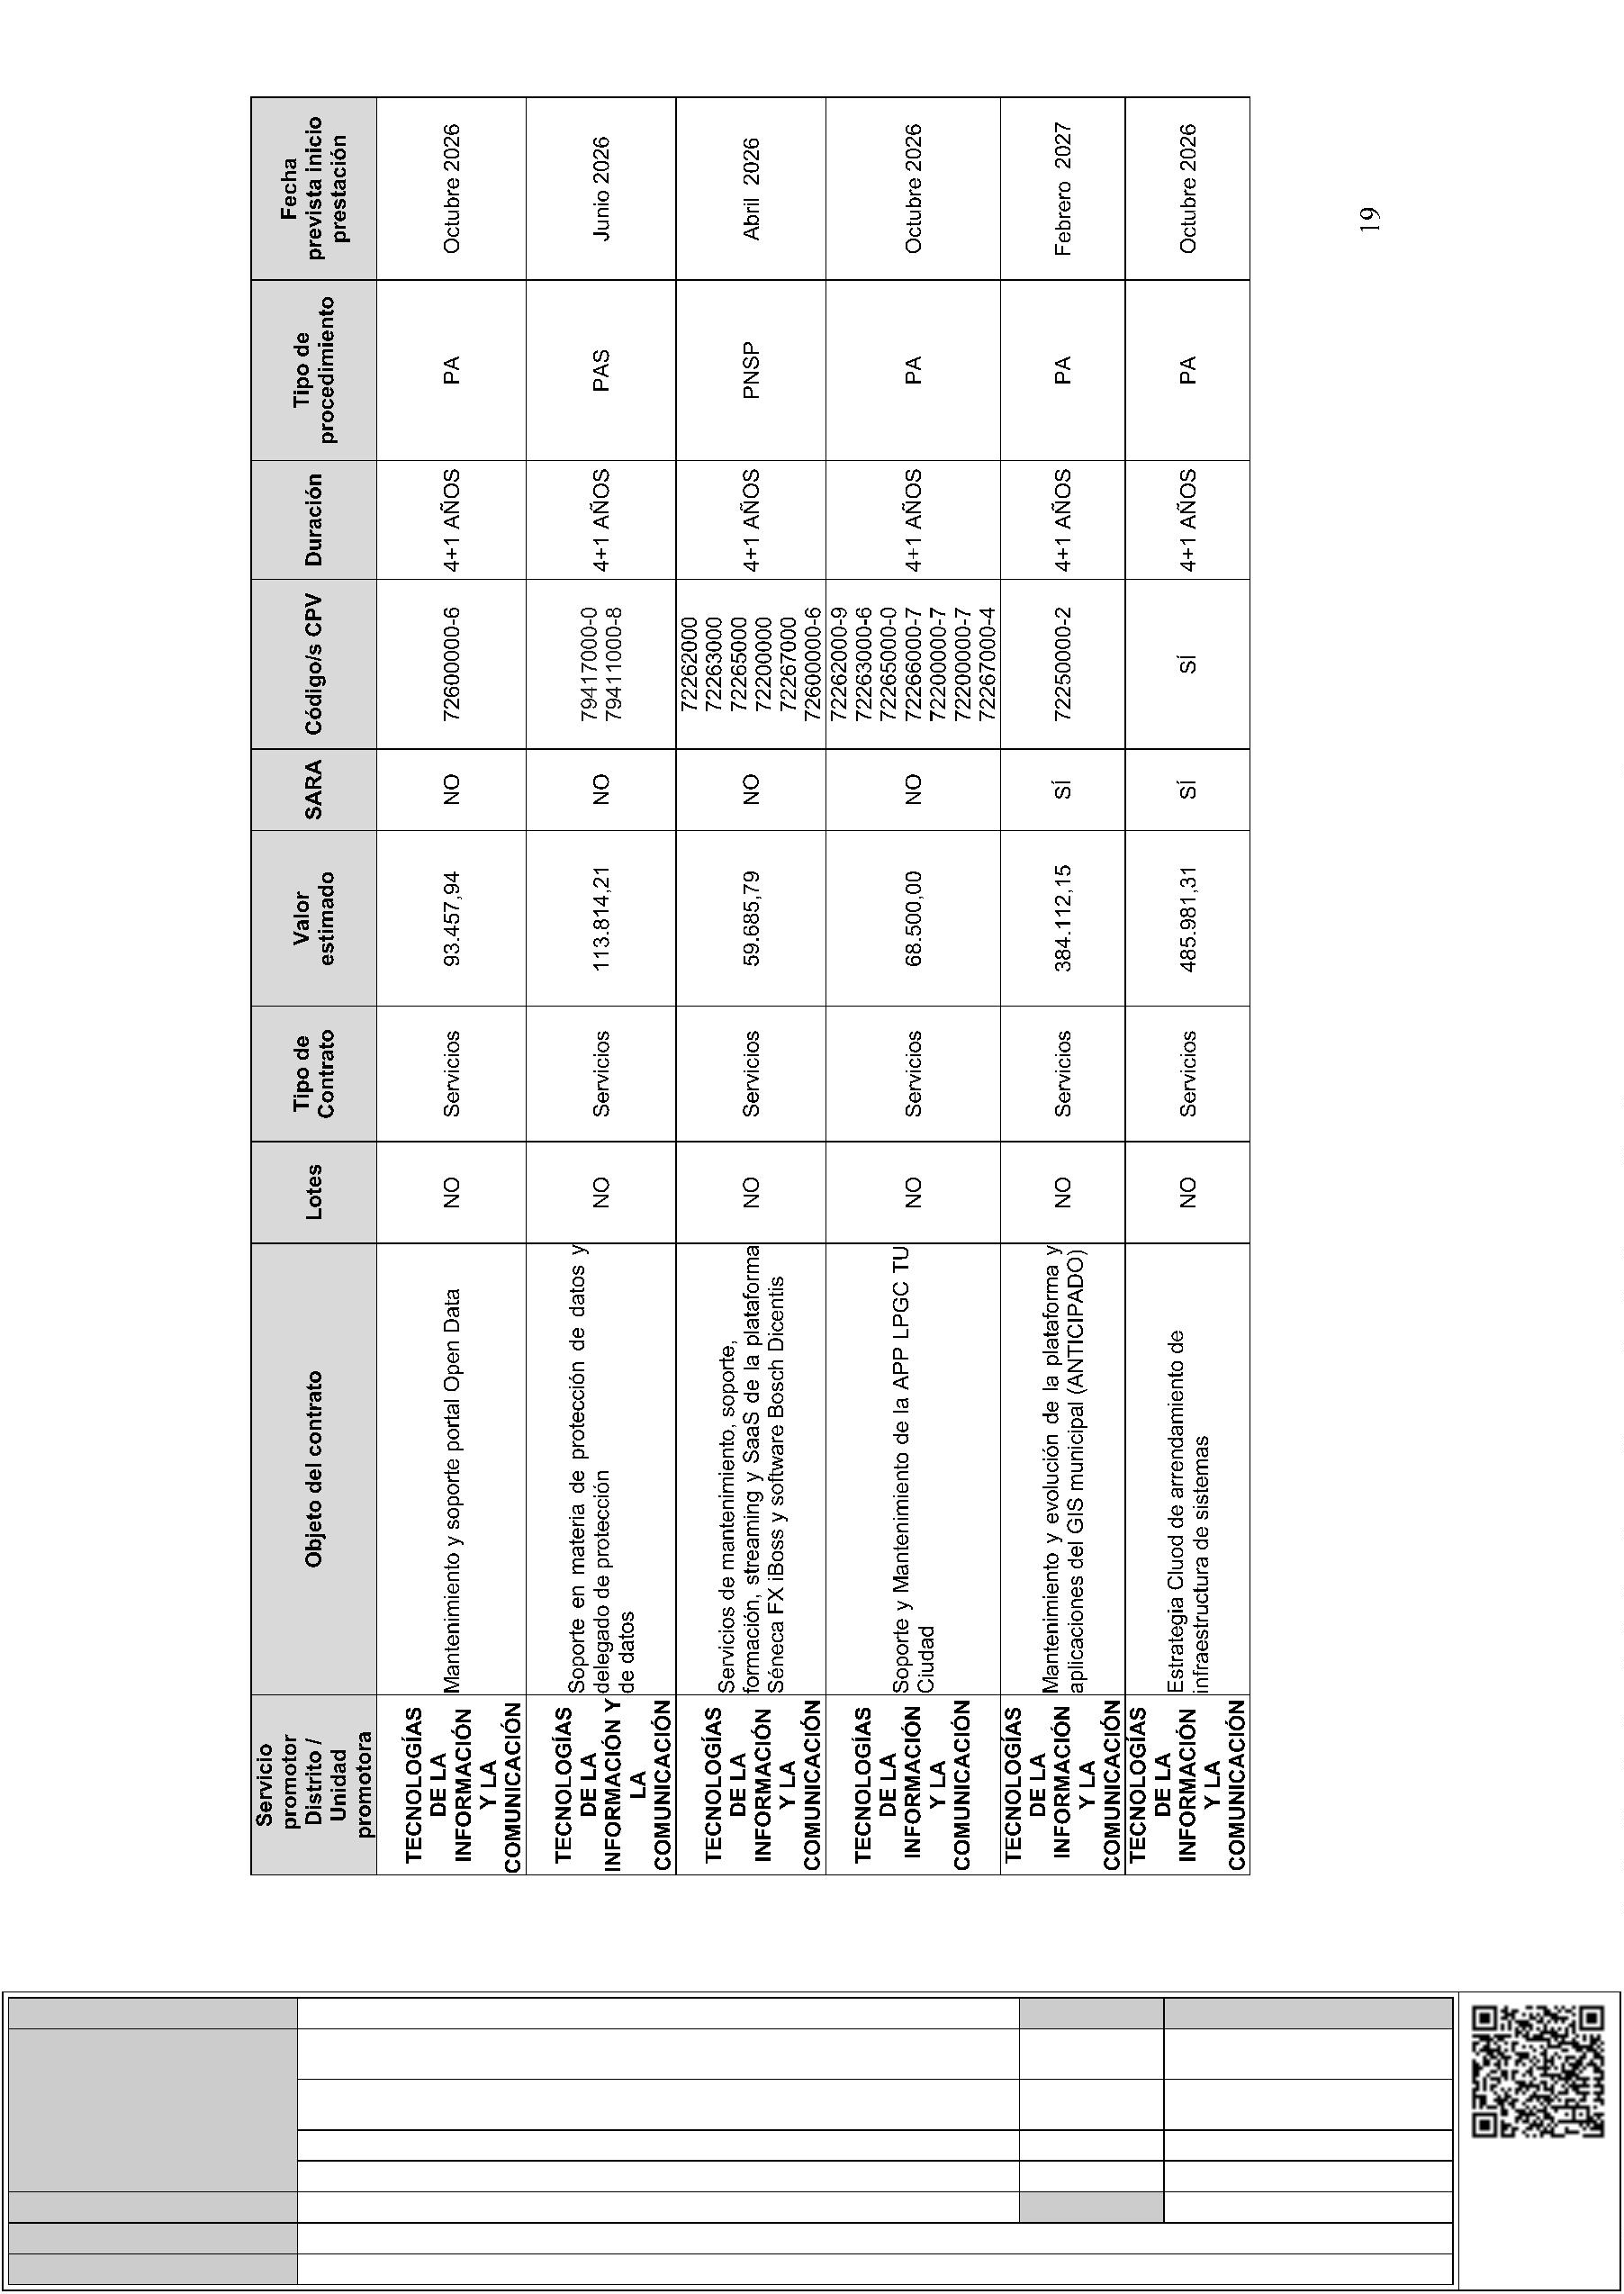 Servicio
promotor
Distrito /
Unidad
promotora
Objeto del contrato
Lotes
Tipo de
Contrato
Valor
estimado
SARA
Código/s CPV
Duración
Tipo de
procedimiento
Fecha
prevista inicio
prestación
TECNOLOGÍAS
DE LA
INFORMACIÓN
Y LA
COMUNICACIÓN
Mantenimiento y soporte portal Open Data
NO
Servicios
93.457,94
NO
72600000-6
4+1 AÑOS
PA
Octubre 2026
TECNOLOGÍAS
DE LA
INFORMACIÓN Y
LA
COMUNICACIÓN
Soporte en materia de protección de datos y
delegado de protección
de datos
NO
Servicios
113.814,21
NO
79417000-0
79411000-8
4+1 AÑOS
PAS
Junio 2026
TECNOLOGÍAS
DE LA
INFORMACIÓN
Y LA
COMUNICACIÓN
Servicios de mantenimiento, soporte,
formación, streaming y SaaS de la plataforma
Séneca FX iBoss y software Bosch Dicentis
NO
Servicios
59.685,79
NO
72262000
72263000
72265000
72200000
72267000
72600000-6
4+1 AÑOS
PNSP
Abril 2026
TECNOLOGÍAS
DE LA
INFORMACIÓN
Y LA
COMUNICACIÓN
Soporte y Mantenimiento de la APP LPGC TU
Ciudad
NO
Servicios
68.500,00
NO
72262000-9
72263000-6
72265000-0
72266000-7
72200000-7
72200000-7
72267000-4
4+1 AÑOS
PA
Octubre 2026
TECNOLOGÍAS
DE LA
INFORMACIÓN
Y LA
COMUNICACIÓN
Mantenimiento y evolución de la plataforma y
aplicaciones del GIS municipal (ANTICIPADO)
NO
Servicios
384.112,15
SÍ
72250000-2
4+1 AÑOS
PA
Febrero 2027
TECNOLOGÍAS
DE LA
INFORMACIÓN
Y LA
COMUNICACIÓN
Estrategia Cluod de arrendamiento de
infraestructura de sistemas
NO
Servicios
485.981,31
SÍ
SÍ
4+1 AÑOS
PA
Octubre 2026
19